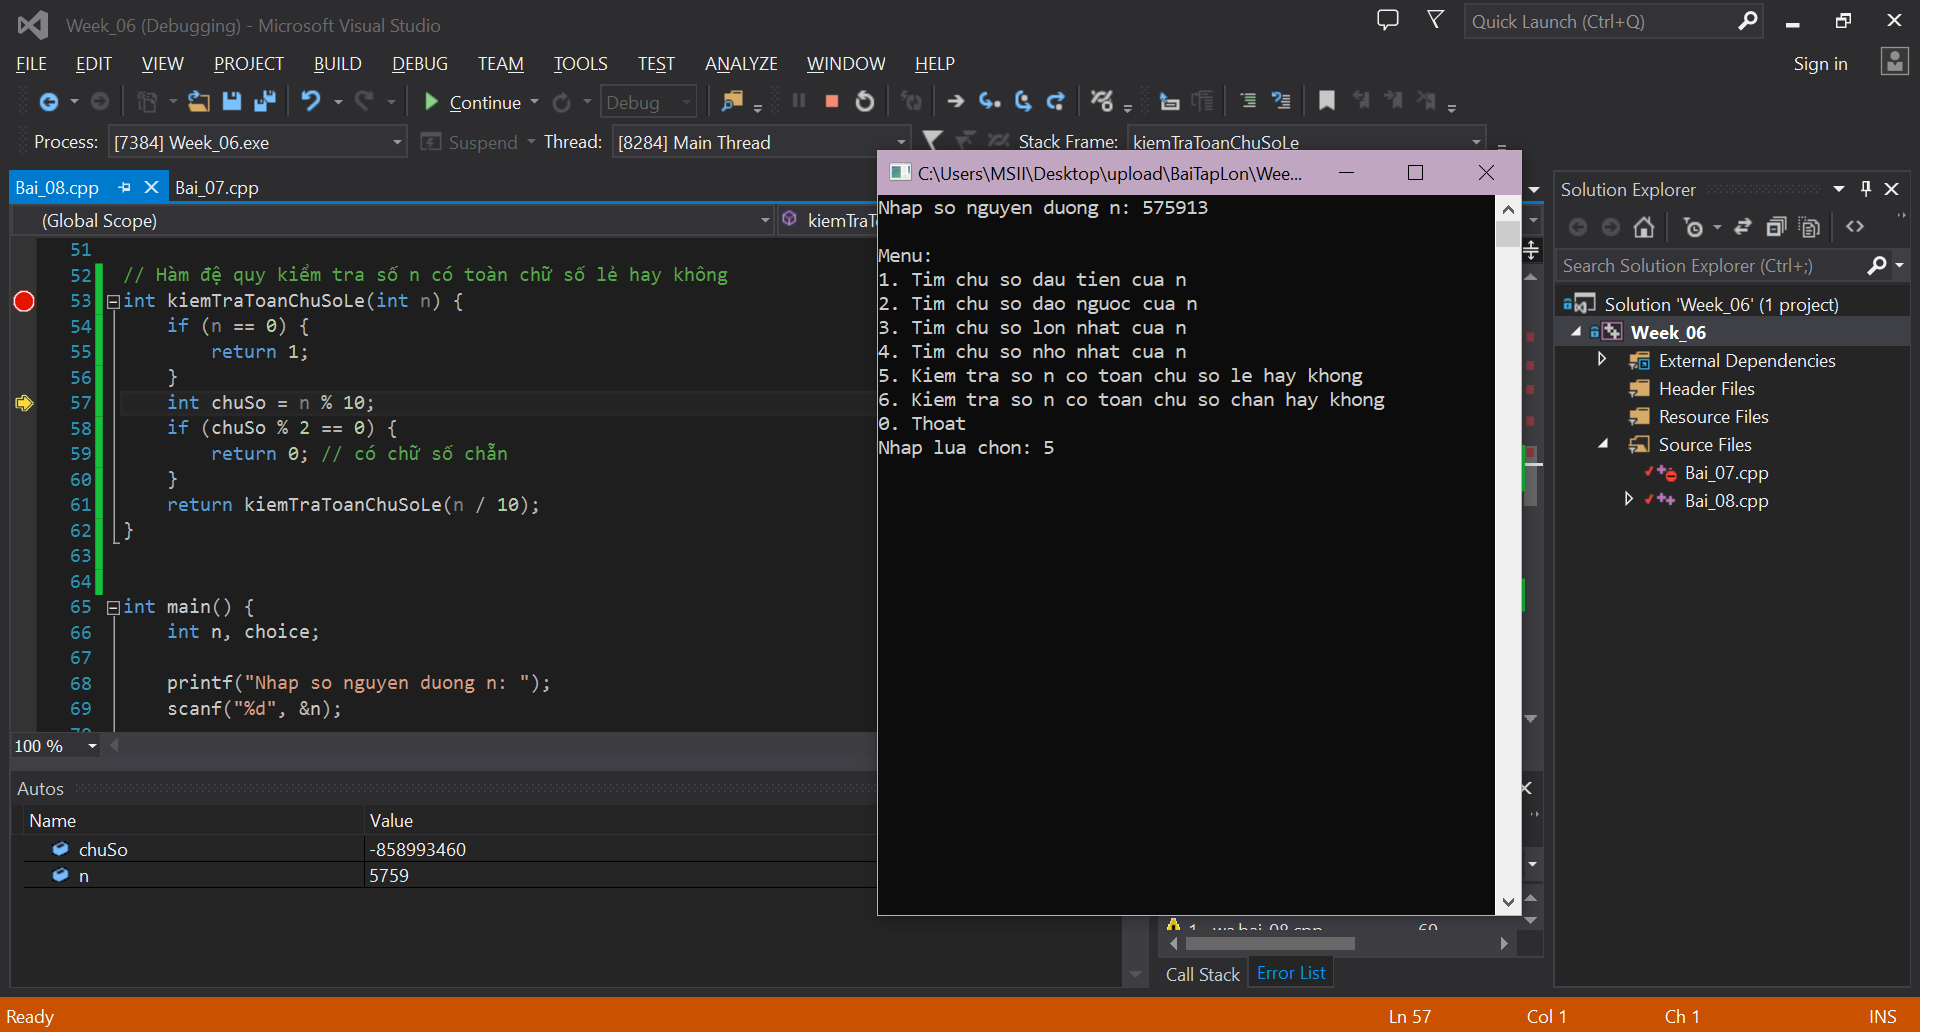 Week_06 (Debugging) - Microsoft Visual Studio
Quick Launch (Ctrl+Q)
FILE EDIT VIEW PROJECT BUILD DEBUG TEAM TOOLS TEST ANALYZE WINDOW HELP
Sign in
Continue Debug
Process: [7384] Week_06.exe Suspend Thread: [8284] Main Thread Stack Frame: kiemTraToanChuSoLe
Bai_08.cpp Bai_07.cpp
(Global Scope) kiemTraTo
51
52 // Hàm đệ quy kiểm tra số n có toàn chữ số lẻ hay không
53 int kiemTraToanChuSoLe(int n) {
54 if (n == 0) {
55 return 1;
56 }
57 int chuSo = n % 10;
58 if (chuSo % 2 == 0) {
59 return 0; // có chữ số chẵn
60 }
61 return kiemTraToanChuSoLe(n / 10);
62 }
63
64
65 int main() {
66 int n, choice;
67
68 printf("Nhap so nguyen duong n: ");
69 scanf("%d", &n);
100 %
Autos
Name Value
chuSo -858993460
n 5759
C:\Users\MSII\Desktop\upload\BaiTapLon\Wee...
Nhap so nguyen duong n: 575913
Menu:
1. Tim chu so dau tien cua n
2. Tim chu so dao nguoc cua n
3. Tim chu so lon nhat cua n
4. Tim chu so nho nhat cua n
5. Kiem tra so n co toan chu so le hay khong
6. Kiem tra so n co toan chu so chan hay khong
0. Thoat
Nhap lua chon: 5
Call Stack Error List
Solution Explorer
Search Solution Explorer (Ctrl+;)
Solution 'Week_06' (1 project)
Week_06
External Dependencies
Header Files
Resource Files
Source Files
Bai_07.cpp
Bai_08.cpp
Ready Ln 57 Col 1 Ch 1 INS